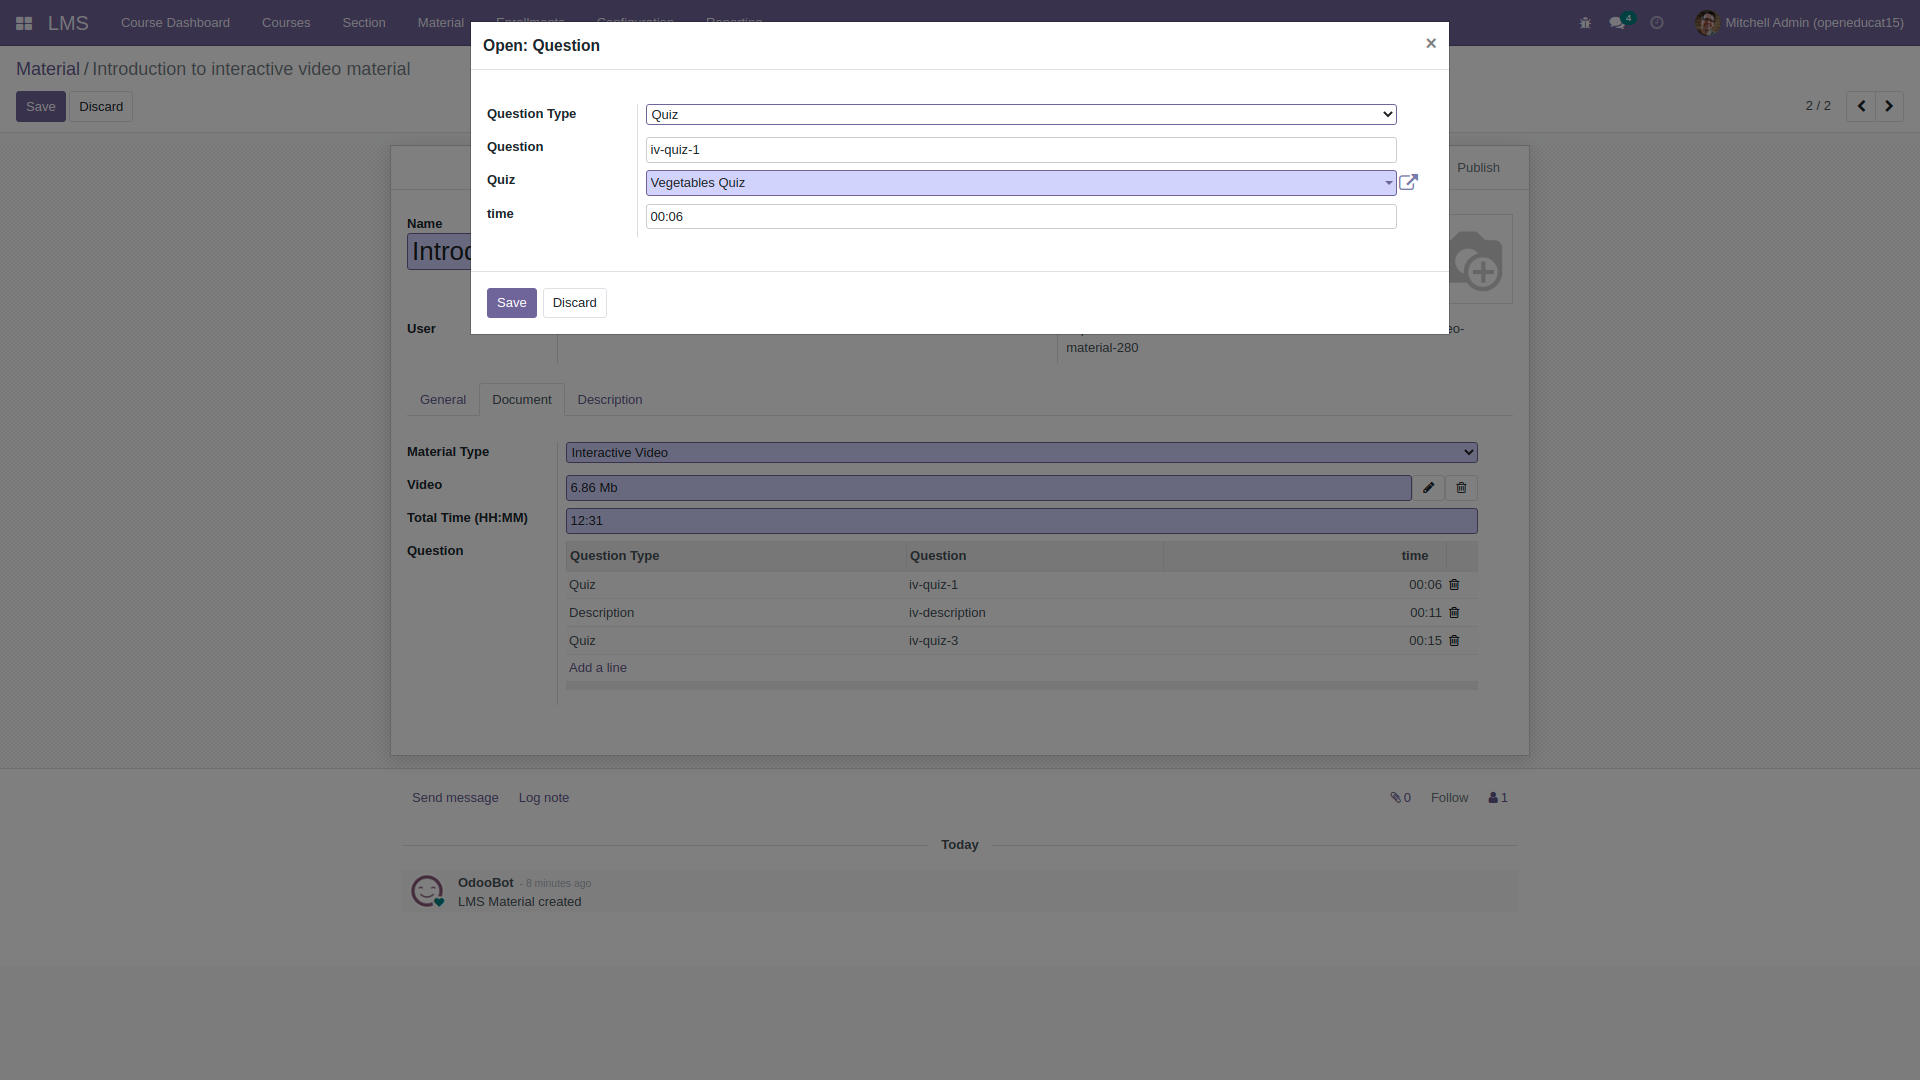 LMS Course Dashboard Courses Section Material Enrollments Configuration Reporting 4 Mitchell Admin (openeducat15)
Open: Question ×
Material / Introduction to interactive video material
Save Discard 2 / 2
Question Type Quiz
Question iv-quiz-1
Quiz Vegetables Quiz
time 00:06
Publish
Name
Introd
Save Discard
User eo-
material-280
General Document Description
Material Type Interactive Video
Video 6.86 Mb
Total Time (HH:MM) 12:31
Question Question Type Question time
Quiz iv-quiz-1 00:06
Description iv-description 00:11
Quiz iv-quiz-3 00:15
Add a line
Send message Log note 0 Follow 1
Today
OdooBot - 8 minutes ago
LMS Material created